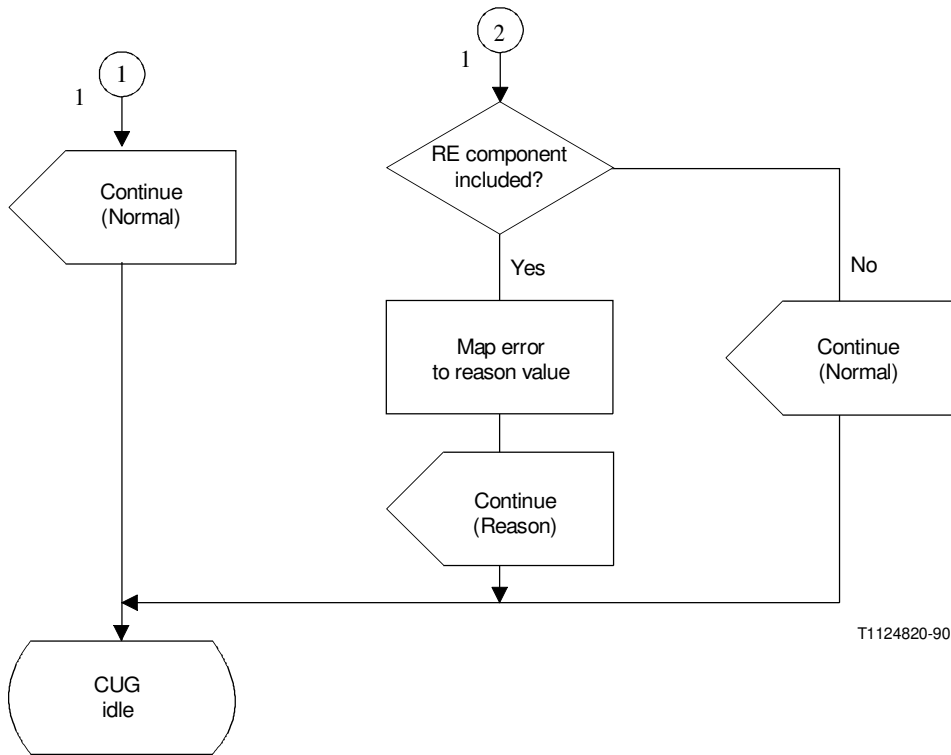 1
1
Continue
(Normal)
2
1
RE component
included?
Yes
No
Map error
to reason value
Continue
(Normal)
Continue
(Reason)
T1124820-90
CUG
idle